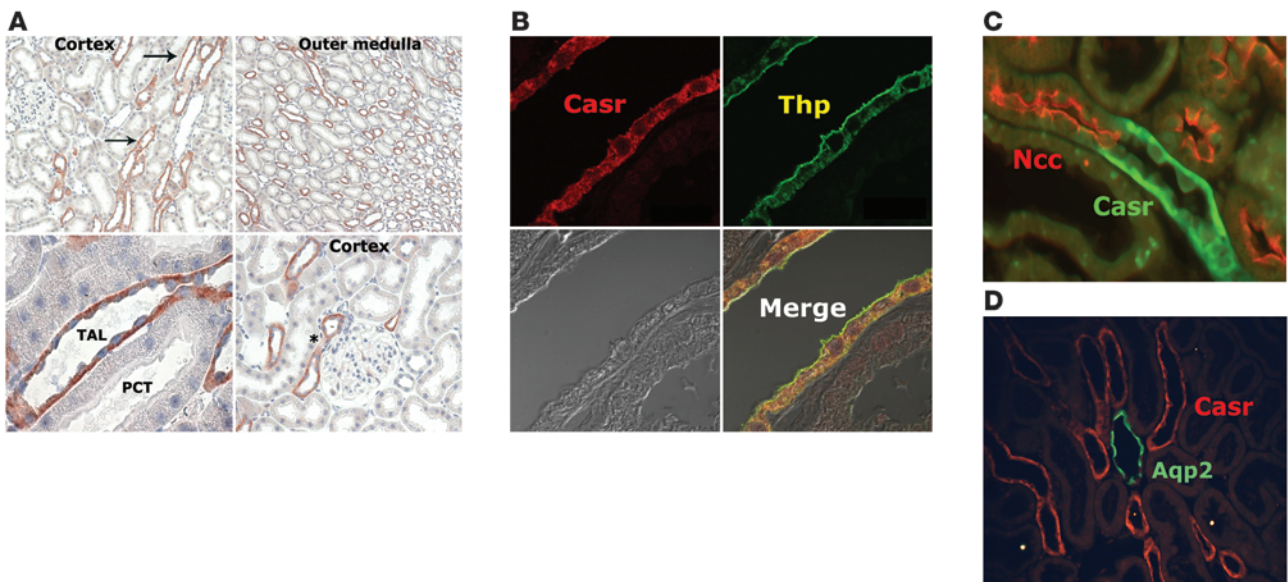 A
Cortex
Outer medulla
TAL
PCT
Cortex
*
B
Casr
Thp
Merge
C
Ncc
Casr
D
Casr
Aqp2